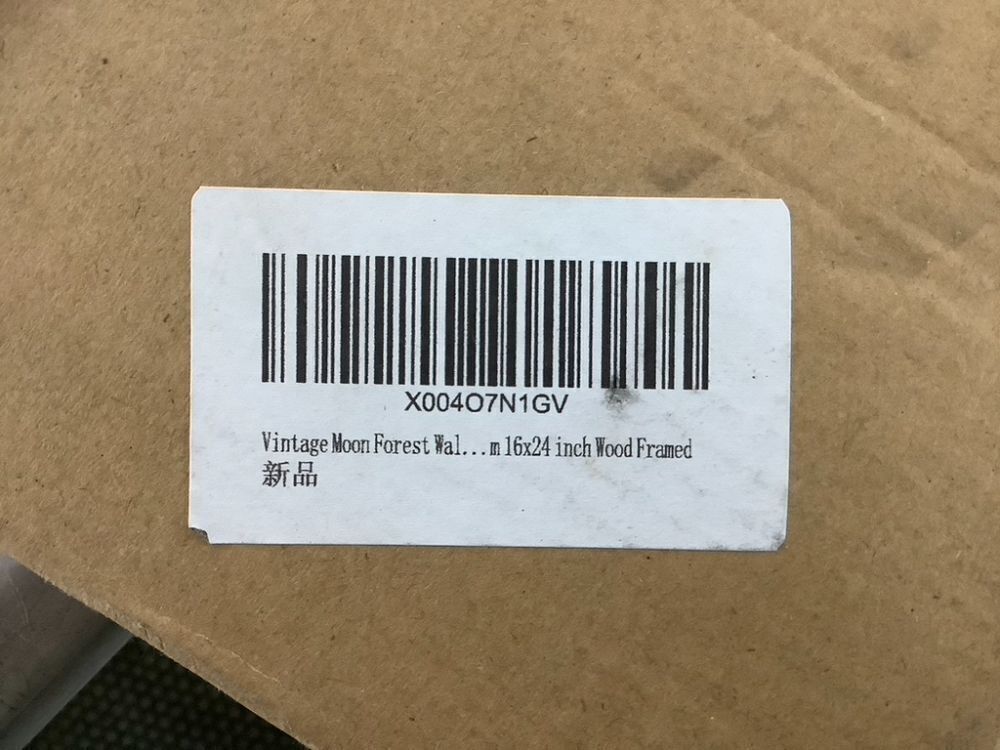 X004O7N1GV
Vintage Moon Forest Wal...m 16x24 inch Wood Framed
新品